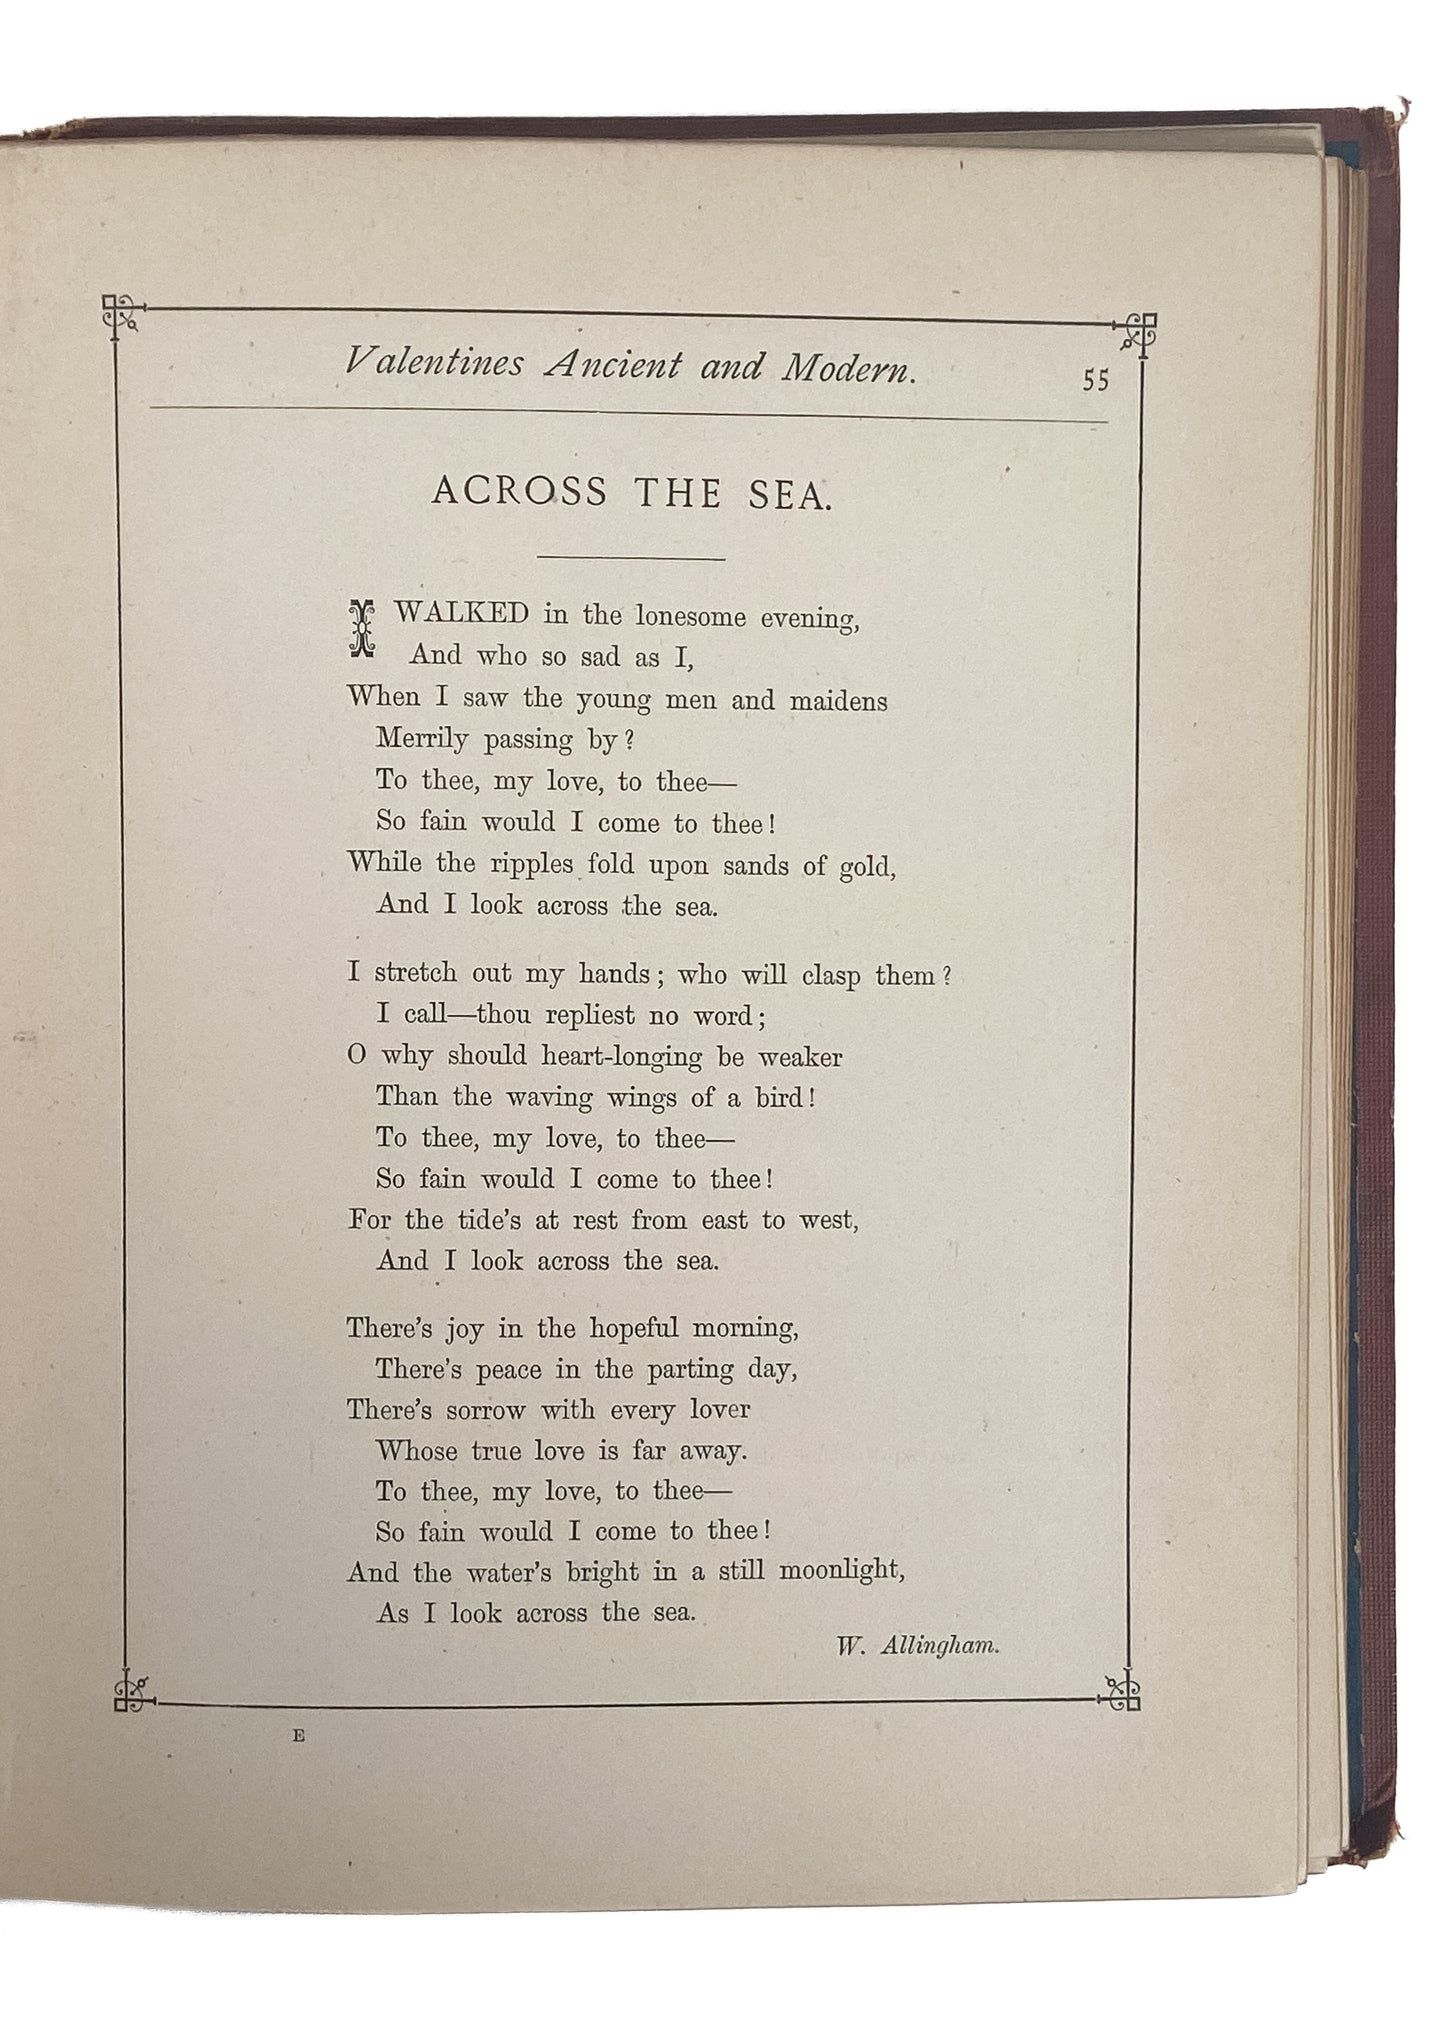 Valentines Ancient and Modern.
55
ACROSS THE SEA.
I WALKED in the lonesome evening,
And who so sad as I,
When I saw the young men and maidens
Merrily passing by?
To thee, my love, to thee—
So fain would I come to thee!
While the ripples fold upon sands of gold,
And I look across the sea.
I stretch out my hands; who will clasp them?
I call—thou repliest no word;
O why should heart-longing be weaker
Than the waving wings of a bird!
To thee, my love, to thee—
So fain would I come to thee!
For the tide's at rest from east to west,
And I look across the sea.
There's joy in the hopeful morning,
There's peace in the parting day,
There's sorrow with every lover
Whose true love is far away.
To thee, my love, to thee—
So fain would I come to thee!
And the water's bright in a still moonlight,
As I look across the sea.
W. Allingham.
E